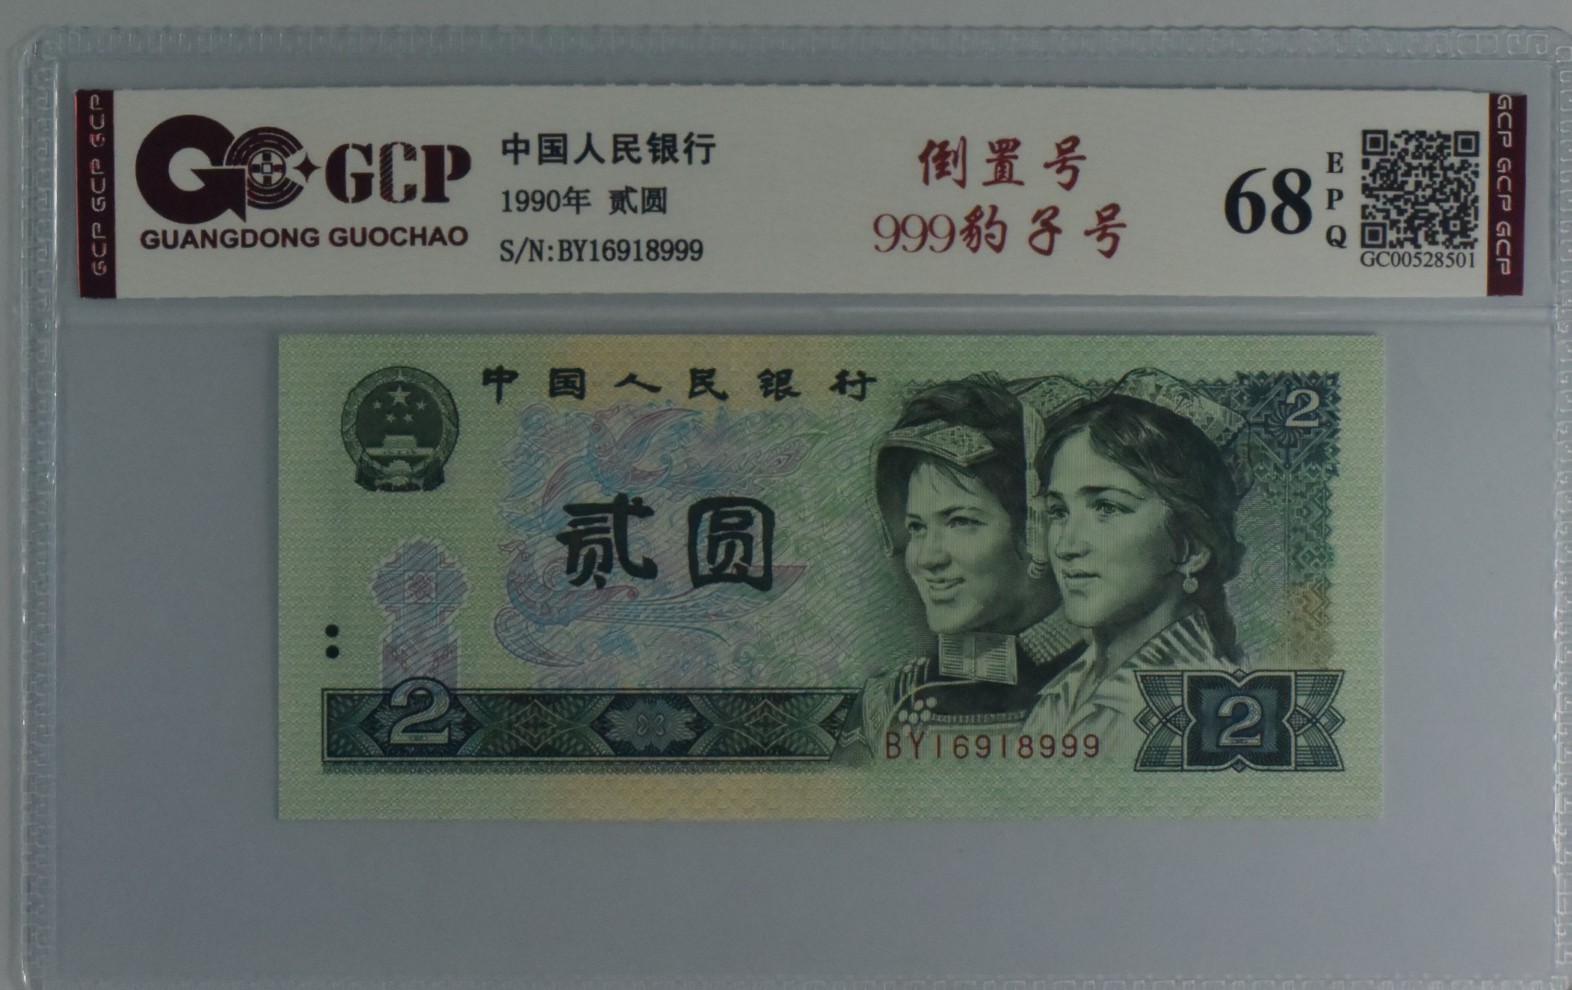 GCP GCP GCP
GCP
GUANGDONG GUOCHAO
中国人民银行
1990年 贰圆
S/N:BY16918999
倒置号
999豹子号
68
EPQ
GC00528501
GCP GCP GCP
中国人民银行
2
贰圆
2
BY16918999
2